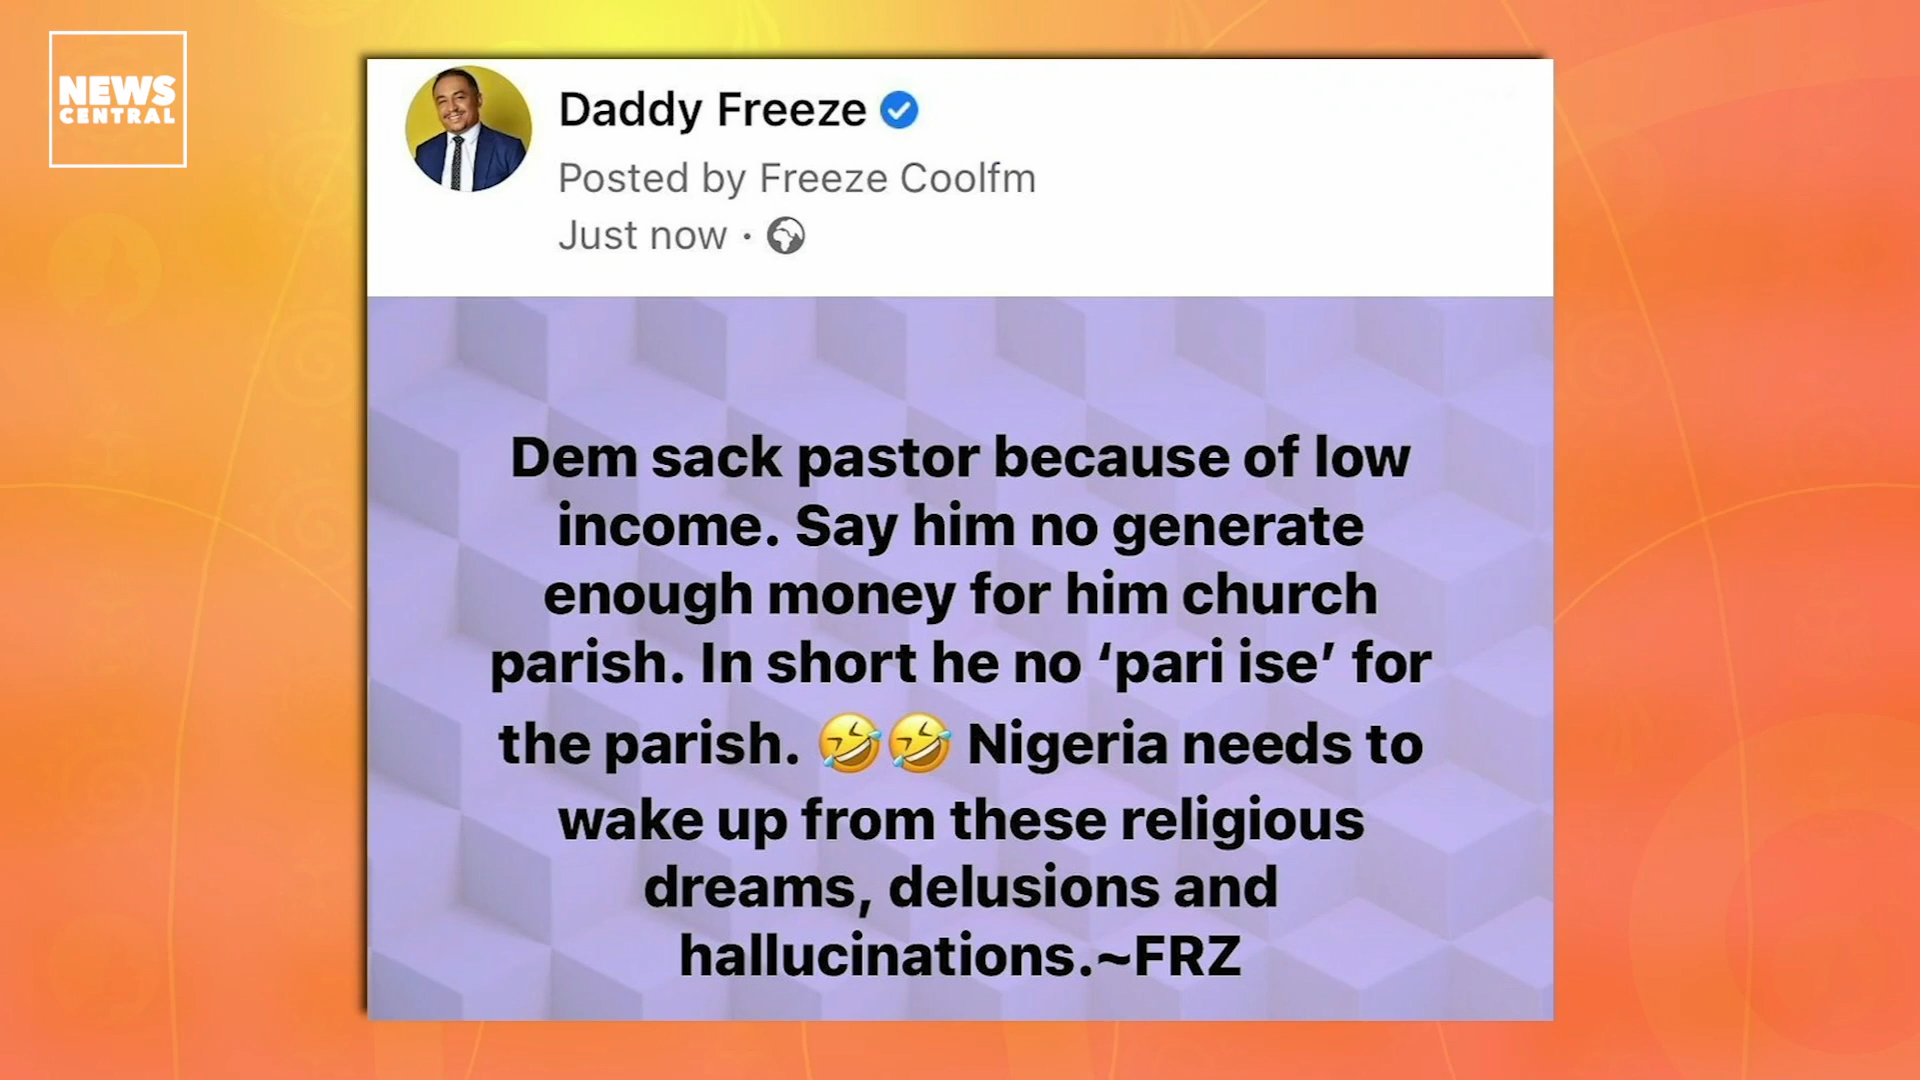 NEWS
CENTRAL
Daddy Freeze
Posted by Freeze Coolfm
Just now ·
Dem sack pastor because of low
income. Say him no generate
enough money for him church
parish. In short he no ‘pari ise’ for
the parish. 🤣🤣 Nigeria needs to
wake up from these religious
dreams, delusions and
hallucinations.~FRZ